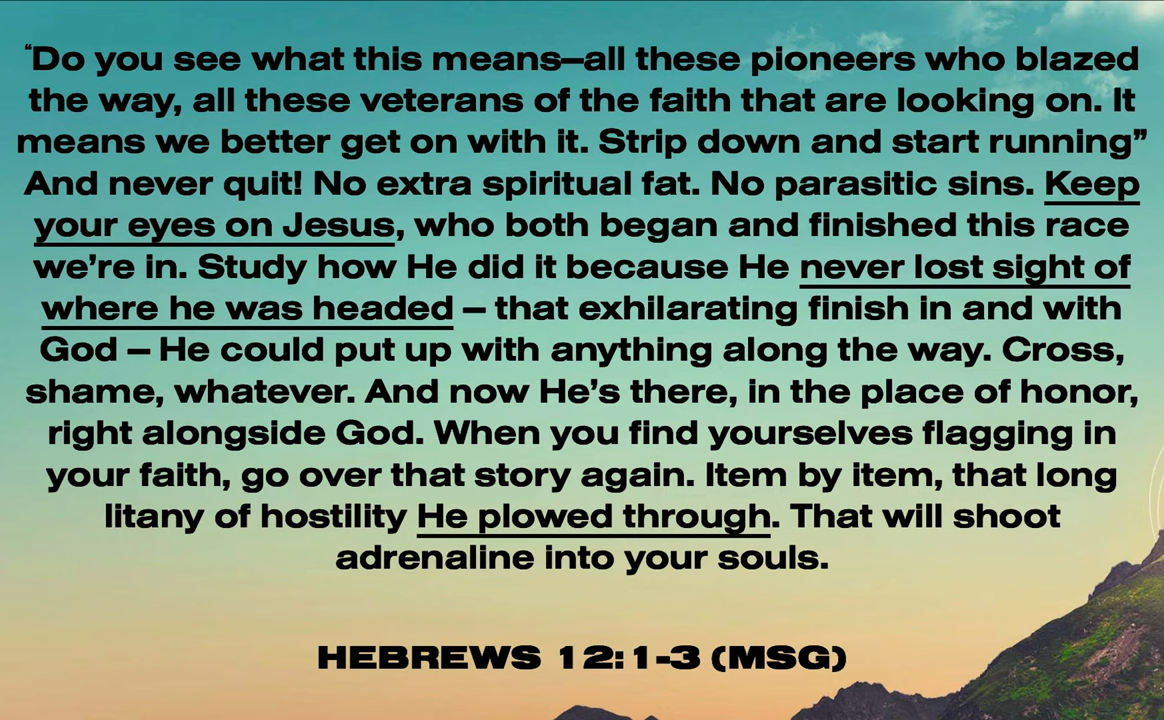 “Do you see what this means—all these pioneers who blazed
the way, all these veterans of the faith that are looking on. It
means we better get on with it. Strip down and start running”
And never quit! No extra spiritual fat. No parasitic sins. Keep
your eyes on Jesus, who both began and finished this race
we’re in. Study how He did it because He never lost sight of
where he was headed – that exhilarating finish in and with
God – He could put up with anything along the way. Cross,
shame, whatever. And now He’s there, in the place of honor,
right alongside God. When you find yourselves flagging in
your faith, go over that story again. Item by item, that long
litany of hostility He plowed through. That will shoot
adrenaline into your souls.
HEBREWS 12:1-3 (MSG)